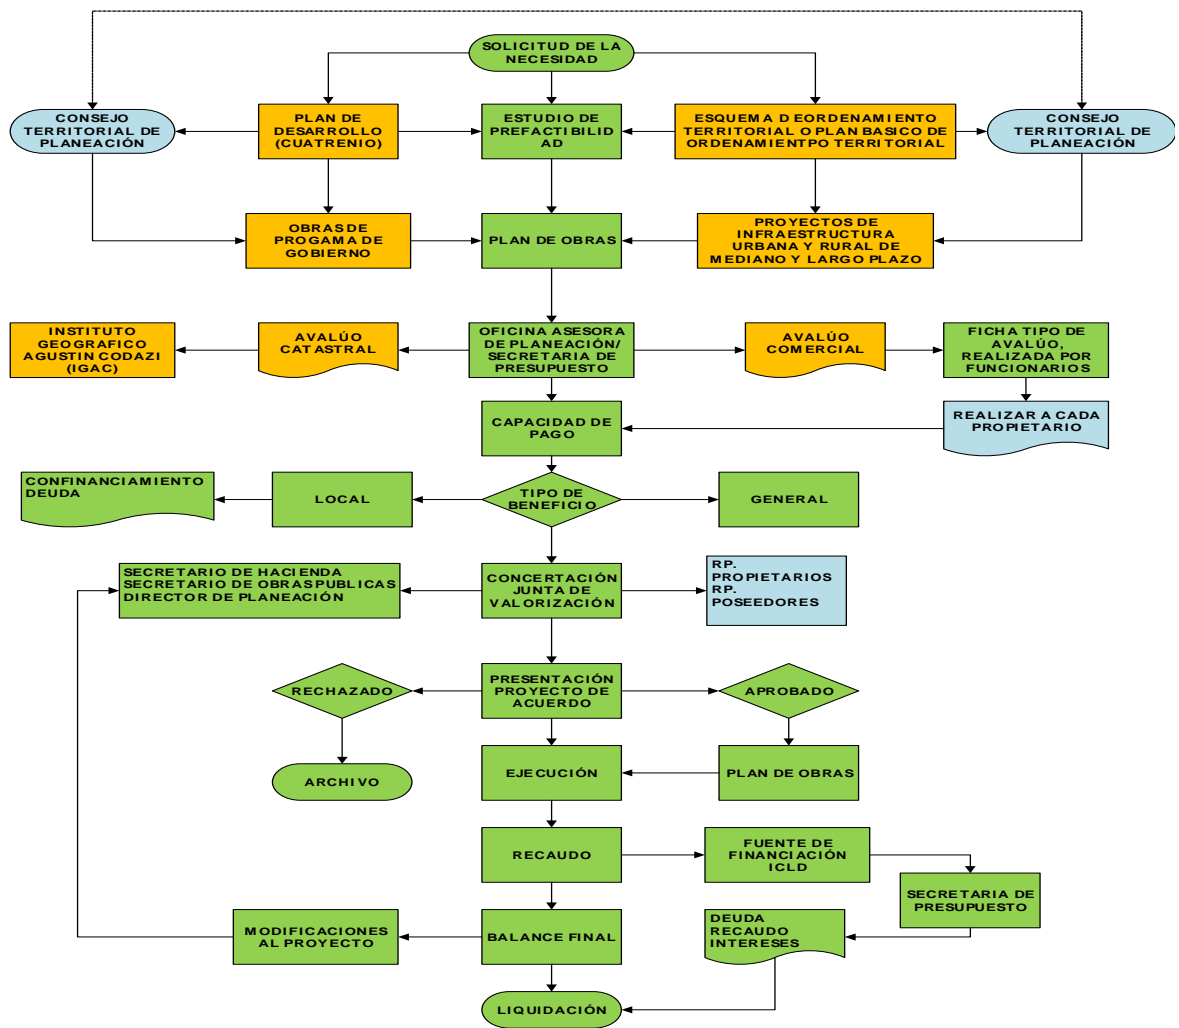 SOLICITUD DE LA
NECESIDAD
CONSEJO
TERRITORIAL DE
PLANEACIÓN
PLAN DE
DESARROLLO
(CUATRENIO)
ESTUDIO DE
PREFACTIBILID
AD
ESQUEMA DEORDENAMIENTO
TERRITORIAL O PLAN BASICO DE
ORDENAMIENTPO TERRITORIAL
CONSEJO
TERRITORIAL DE
PLANEACIÓN
OBRAS DE
PROGAMA DE
GOBIERNO
PLAN DE OBRAS
PROYECTOS DE
INFRAESTRUCTURA
URBANA Y RURAL DE
MEDIANO Y LARGO PLAZO
INSTITUTO
GEOGRAFICO
AGUSTIN CODAZI
(IGAC)
AVALÚO
CATASTRAL
OFICINA ASESORA
DE PLANEACIÓN/
SECRETARIA DE
PRESUPUESTO
AVALÚO
COMERCIAL
FICHA TIPO DE
AVALÚO,
REALIZADA POR
FUNCIONARIOS
CAPACIDAD DE
PAGO
REALIZAR A CADA
PROPIETARIO
CONFINANCIAMIENTO
DEUDA
LOCAL
TIPO DE
BENEFICIO
GENERAL
SECRETARIO DE HACIENDA
SECRETARIO DE OBRAS PUBLICAS
DIRECTOR DE PLANEACIÓN
CONCERTACIÓN
JUNTA DE
VALORIZACIÓN
RP.
PROPIETARIOS
RP.
POSEEDORES
RECHAZADO
PRESENTACIÓN
PROYECTO DE
ACUERDO
APROBADO
ARCHIVO
EJECUCIÓN
PLAN DE OBRAS
RECAUDO
FUENTE DE
FINANCIACIÓN
ICLD
SECRETARIA DE
PRESUPUESTO
MODIFICACIONES
AL PROYECTO
BALANCE FINAL
DEUDA
RECAUDO
INTERESES
LIQUIDACIÓN